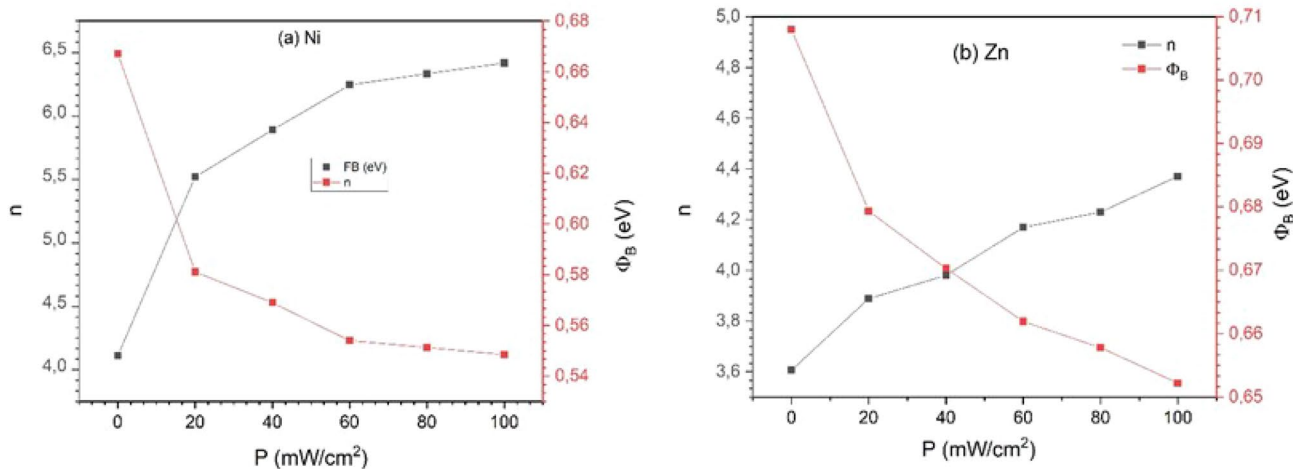 (a) Ni
6,5
6,0
5,5
5,0
4,5
4,0
n
FB (eV)
n
0,68
0,66
0,64
0,62
0,60
0,58
0,56
0,54
Φ_B (eV)
0 20 40 60 80 100
P (mW/cm²)
(b) Zn
5,0
4,8
4,6
4,4
4,2
4,0
3,8
3,6
n
n
Φ_B
0,71
0,70
0,69
0,68
0,67
0,66
0,65
Φ_B (eV)
0 20 40 60 80 100
P (mW/cm²)